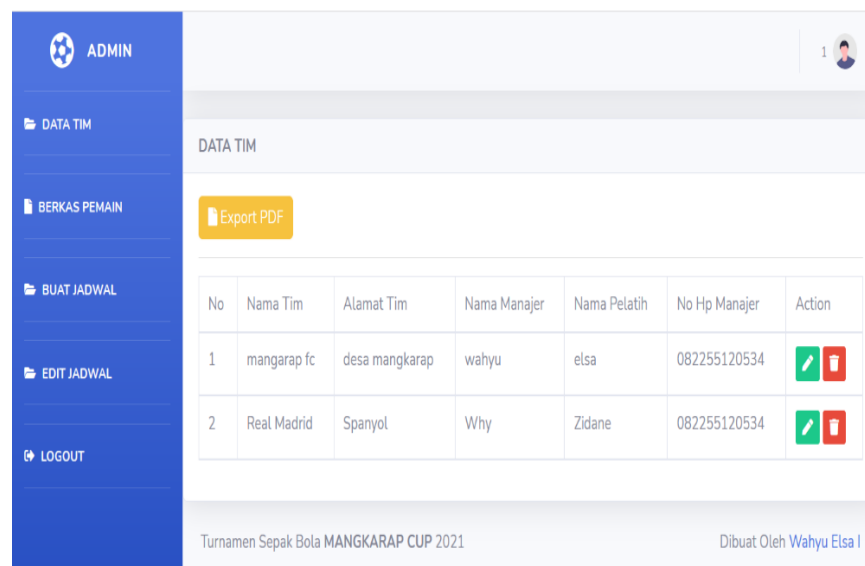 ADMIN
1
DATA TIM
BERKAS PEMAIN
BUAT JADWAL
EDIT JADWAL
LOGOUT
DATA TIM
Export PDF
No Nama Tim Alamat Tim Nama Manajer Nama Pelatih No Hp Manajer Action
1 mangarap fc desa mangkarap wahyu elsa 082255120534
2 Real Madrid Spanyol Why Zidane 082255120534
Turnamen Sepak Bola MANGKARAP CUP 2021 Dibuat Oleh Wahyu Elsa I